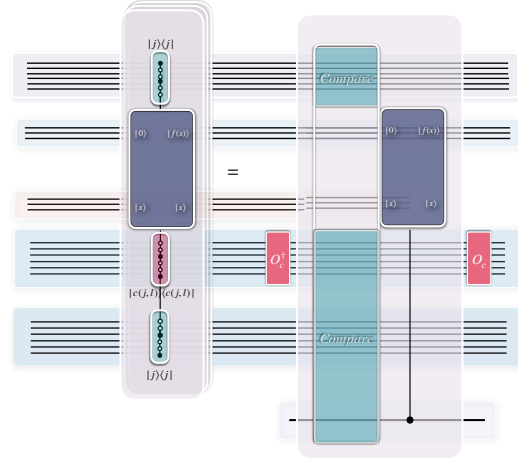 |j⟩⟨j|
Compare
|0⟩ |f(x)⟩
|0⟩ |f(x)⟩
=
|x⟩ |x⟩
|x⟩ |x⟩
O_c^†
O_c
|c(j,l)⟩⟨c(j,l)|
Compare
|j⟩⟨j|